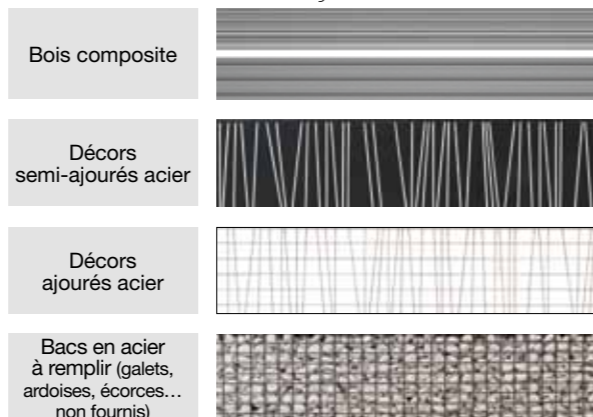 Bois composite
Décors
semi-ajourés acier
Décors
ajourés acier
Bacs en acier
à remplir (galets,
ardoises, écorces…
non fournis)